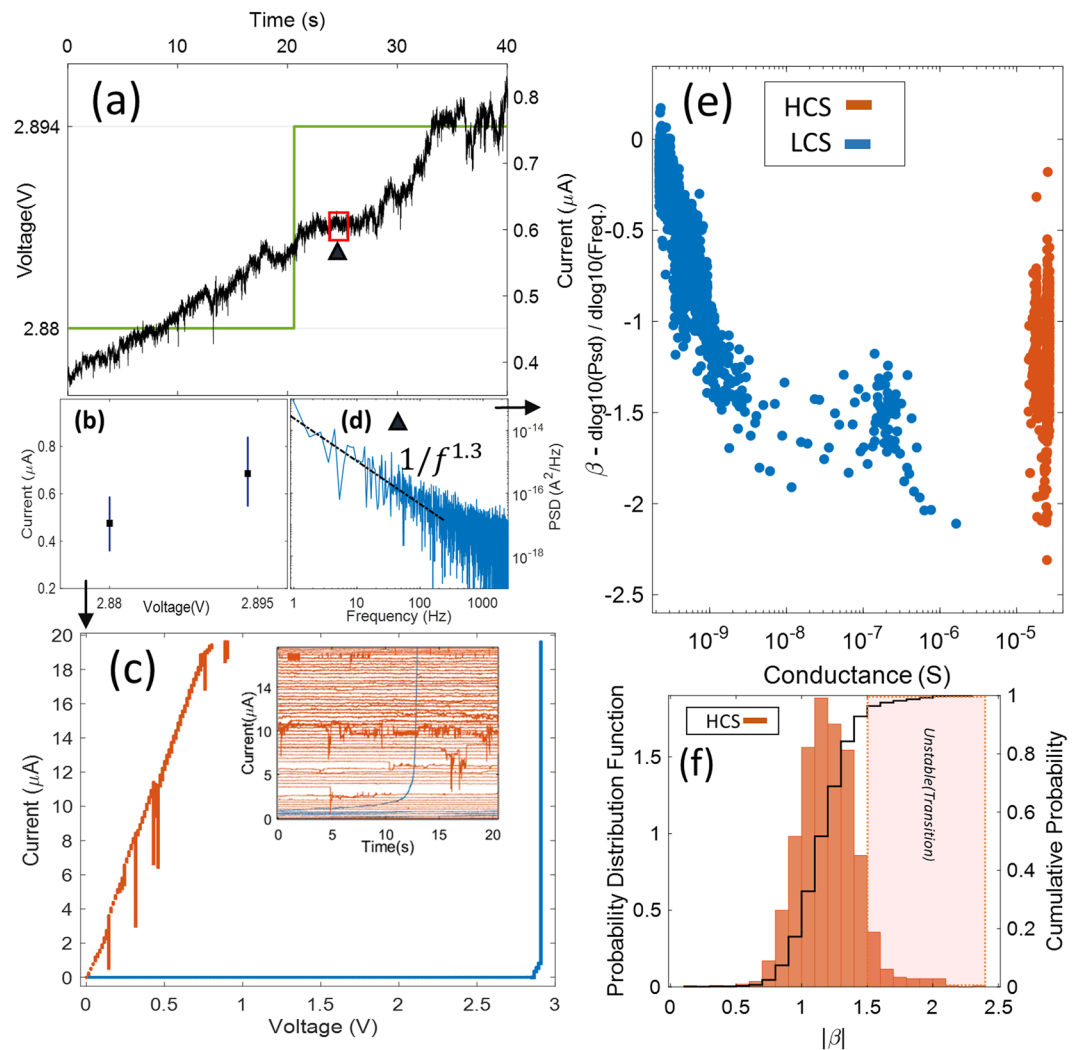 Time (s)
0 10 20 30 40
(a)
2.894
2.88
Voltage(V)
0.8
0.7
0.6
0.5
0.4
Current (μA)
(b)
0.8
0.6
0.4
0.2
Current (μA)
2.88 2.895
Voltage(V)
(d)
1/f^1.3
10^-14
10^-16
10^-18
PSD (A^2/Hz)
1 10 100 1000
Frequency (Hz)
(c)
20
18
16
14
12
10
8
6
4
2
0
Current (μA)
0 0.5 1 1.5 2 2.5 3
Voltage (V)
Current(μA)
14
10
5
0
0 5 10 15 20
Time(s)
(e)
HCS
LCS
0
-0.5
-1
-1.5
-2
-2.5
β - dlog10(Psd) / dlog10(Freq.)
10^-9 10^-8 10^-7 10^-6 10^-5
Conductance (S)
(f)
HCS
Unstable(Transition)
1.5
1
0.5
0
Probability Distribution Function
1
0.8
0.6
0.4
0.2
0
Cumulative Probability
0 0.5 1 1.5 2 2.5
|β|